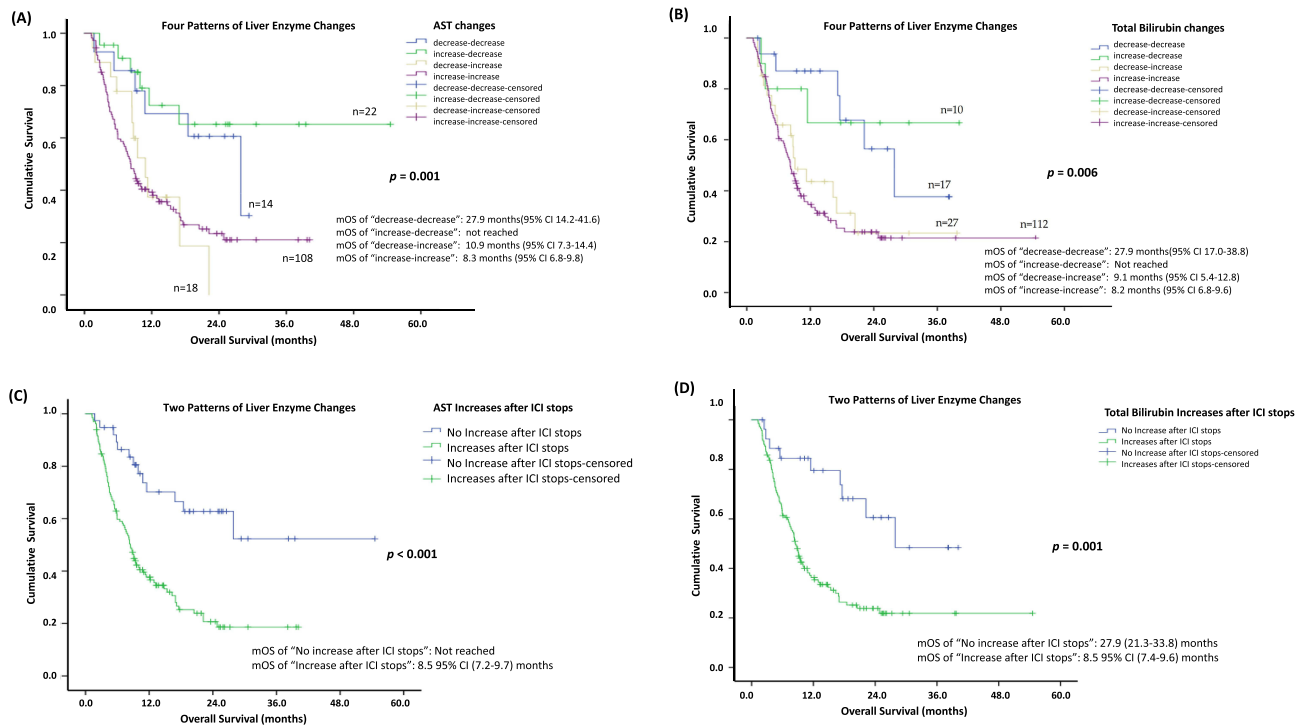 (A)
Four Patterns of Liver Enzyme Changes
AST changes
decrease-decrease
increase-decrease
decrease-increase
increase-increase
decrease-decrease-censored
increase-decrease-censored
decrease-increase-censored
increase-increase-censored
Cumulative Survival
1.0
0.8
0.6
0.4
0.2
0.0
n=22
p = 0.001
n=14
mOS of “decrease-decrease”: 27.9 months(95% CI 14.2-41.6)
mOS of “increase-decrease”: not reached
mOS of “decrease-increase”: 10.9 months (95% CI 7.3-14.4)
mOS of “increase-increase”: 8.3 months (95% CI 6.8-9.8)
n=108
n=18
0.0 12.0 24.0 36.0 48.0 60.0
Overall Survival (months)
(B)
Four Patterns of Liver Enzyme Changes
Total Bilirubin changes
decrease-decrease
increase-decrease
decrease-increase
increase-increase
decrease-decrease-censored
increase-decrease-censored
decrease-increase-censored
increase-increase-censored
Cumulative Survival
1.0
0.8
0.6
0.4
0.2
0.0
n=10
p = 0.006
n=17
n=27
n=112
mOS of “decrease-decrease”: 27.9 months(95% CI 17.0-38.8)
mOS of “increase-decrease”: Not reached
mOS of “decrease-increase”: 9.1 months (95% CI 5.4-12.8)
mOS of “increase-increase”: 8.2 months (95% CI 6.8-9.6)
0.0 12.0 24.0 36.0 48.0 60.0
Overall Survival (months)
(C)
Two Patterns of Liver Enzyme Changes
AST Increases after ICI stops
No Increase after ICI stops
Increases after ICI stops
No Increase after ICI stops-censored
Increases after ICI stops-censored
Cumulative Survival
1.0
0.8
0.6
0.4
0.2
0.0
p < 0.001
mOS of “No increase after ICI stops”: Not reached
mOS of “Increase after ICI stops”: 8.5 95% CI (7.2-9.7) months
0.0 12.0 24.0 36.0 48.0 60.0
Overall Survival (months)
(D)
Two Patterns of Liver Enzyme Changes
Total Bilirubin Increases after ICI stops
No Increase after ICI stops
Increases after ICI stops
No Increase after ICI stops-censored
Increases after ICI stops-censored
Cumulative Survival
1.0
0.8
0.6
0.4
0.2
0.0
p = 0.001
mOS of “No increase after ICI stops”: 27.9 (21.3-33.8) months
mOS of “Increase after ICI stops”: 8.5 95% CI (7.4-9.6) months
0.0 12.0 24.0 36.0 48.0 60.0
Overall Survival (months)